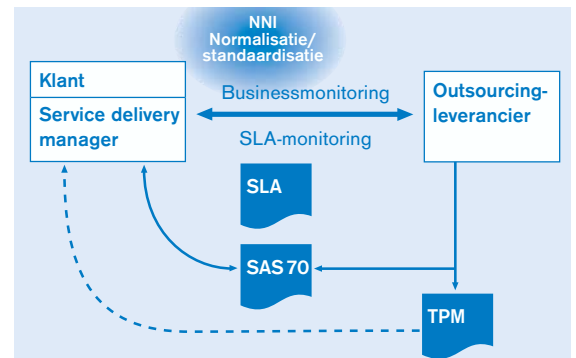 NNI
Normalisatie/
standaardisatie
Klant
Service delivery
manager
Businessmonitoring
SLA-monitoring
Outsourcing-
leverancier
SLA
SAS 70
TPM